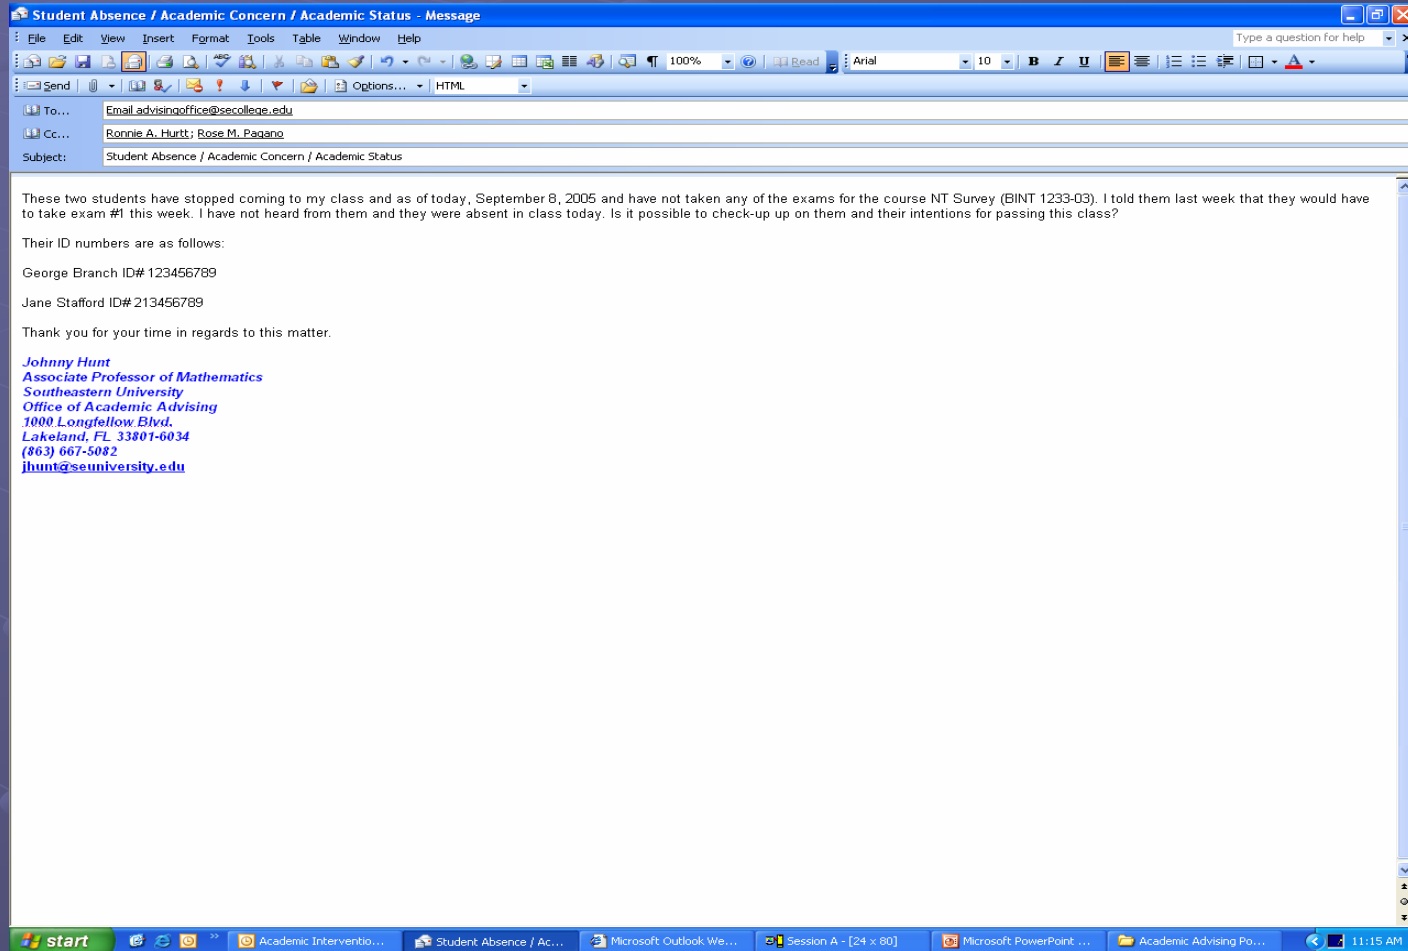 Student Absence / Academic Concern / Academic Status - Message
File Edit View Insert Format Tools Table Window Help
Type a question for help
100% Read Arial 10 B I U A
Send Options... HTML
To... Email advisingoffice@secollege.edu
Cc... Ronnie A. Hurtt; Rose M. Pagano
Subject: Student Absence / Academic Concern / Academic Status
These two students have stopped coming to my class and as of today, September 8, 2005 and have not taken any of the exams for the course NT Survey (BINT 1233-03). I told them last week that they would have
to take exam #1 this week. I have not heard from them and they were absent in class today. Is it possible to check-up up on them and their intentions for passing this class?
Their ID numbers are as follows:
George Branch ID# 123456789
Jane Stafford ID# 213456789
Thank you for your time in regards to this matter.
Johnny Hunt
Associate Professor of Mathematics
Southeastern University
Office of Academic Advising
1000 Longfellow Blvd.
Lakeland, FL 33801-6034
(863) 667-5082
jhunt@seuniversity.edu
start Academic Interventio... Student Absence / Ac... Microsoft Outlook We... Session A - [24 x 80] Microsoft PowerPoint ... Academic Advising Po... 11:15 AM